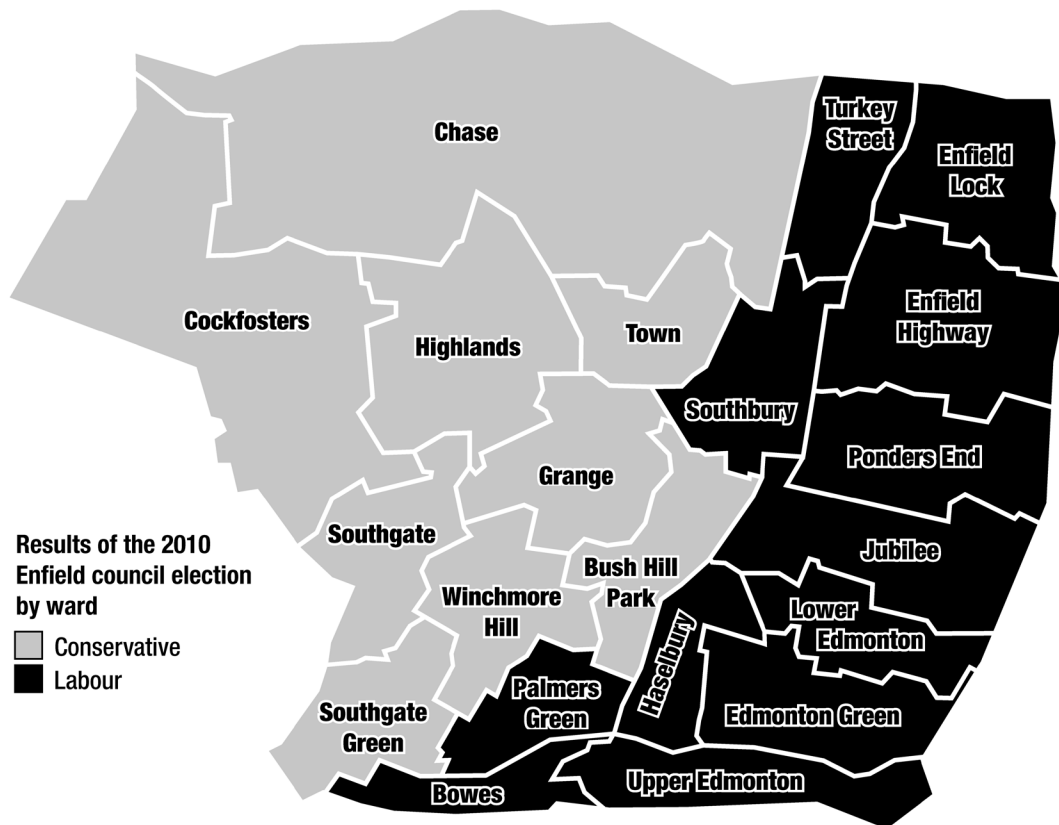 Chase
Turkey
Street
Enfield
Lock
Cockfosters
Highlands
Town
Enfield
Highway
Southbury
Ponders End
Grange
Southgate
Jubilee
Bush Hill
Park
Winchmore
Hill
Lower
Edmonton
Haselbury
Palmers
Green
Southgate
Green
Edmonton Green
Upper Edmonton
Bowes
Results of the 2010
Enfield council election
by ward
Conservative
Labour